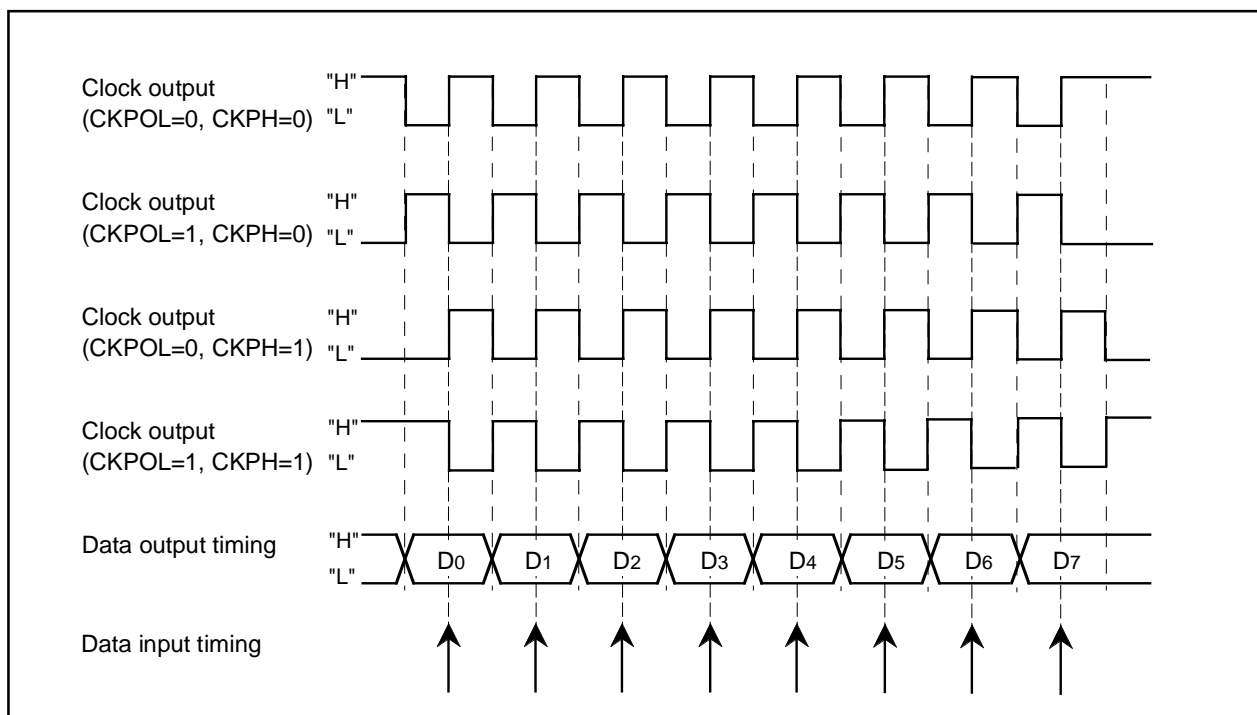 Clock output
(CKPOL=0, CKPH=0)
"H"
"L"
Clock output
(CKPOL=1, CKPH=0)
"H"
"L"
Clock output
(CKPOL=0, CKPH=1)
"H"
"L"
Clock output
(CKPOL=1, CKPH=1)
"H"
"L"
Data output timing
"H"
"L"
D0 D1 D2 D3 D4 D5 D6 D7
Data input timing